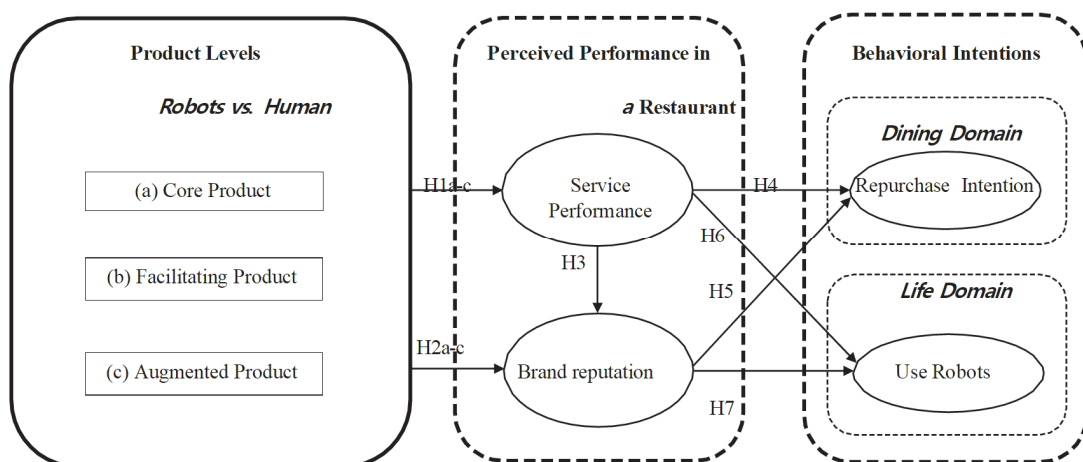 Product Levels
Robots vs. Human
(a) Core Product
(b) Facilitating Product
(c) Augmented Product
H1a-c
H2a-c
Perceived Performance in
a Restaurant
Service
Performance
H3
Brand reputation
H4
H6
H5
H7
Behavioral Intentions
Dining Domain
Repurchase Intention
Life Domain
Use Robots